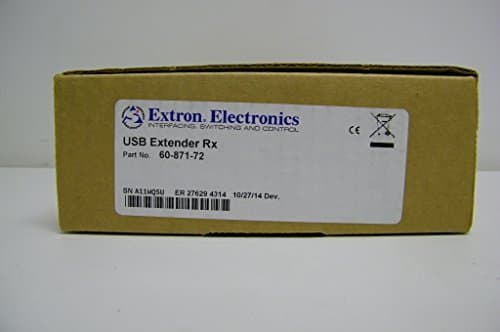 Extron® Electronics
INTERFACING, SWITCHING AND CONTROL
USB Extender Rx
Part No. 60-871-72
SN A11WQ5U ER 27629 4314 10/27/14 Dev.
CE